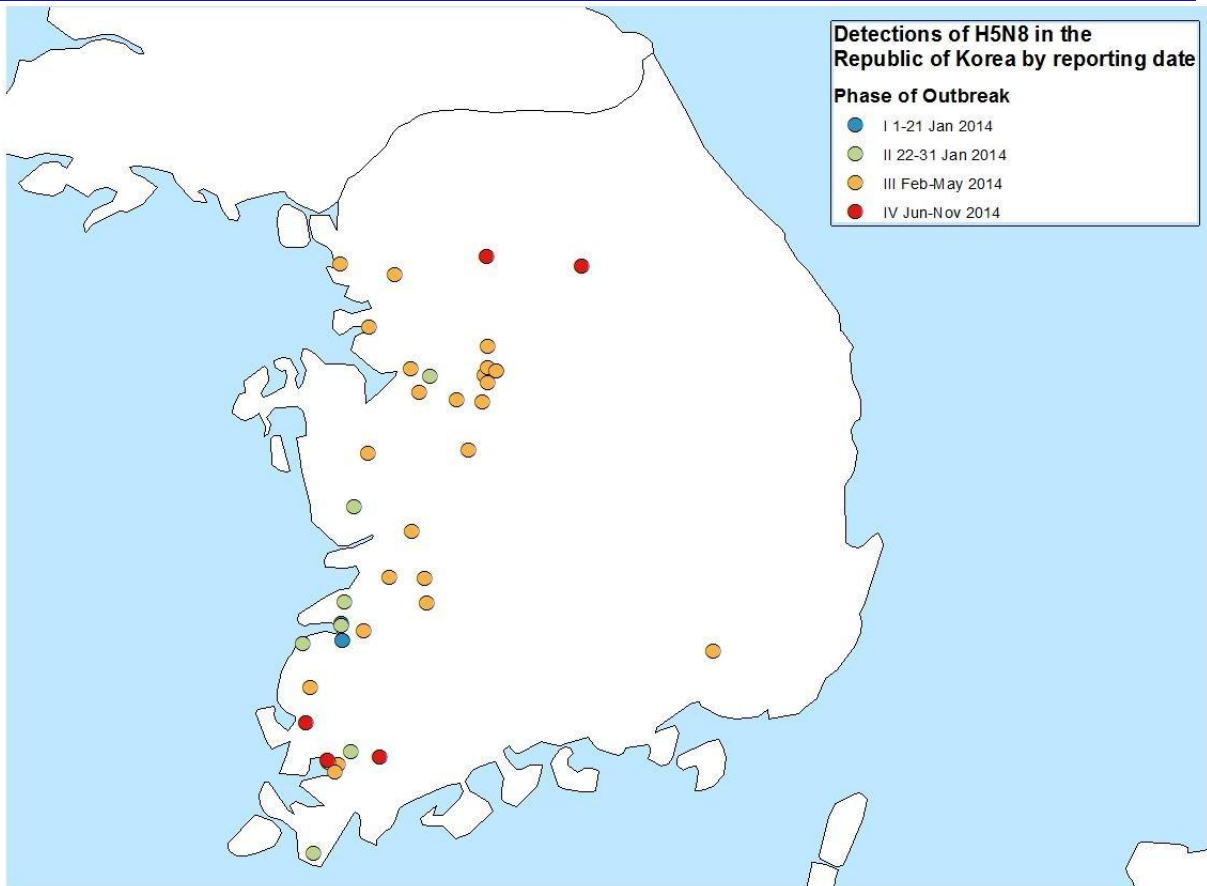 Detections of H5N8 in the
Republic of Korea by reporting date
Phase of Outbreak
I 1-21 Jan 2014
II 22-31 Jan 2014
III Feb-May 2014
IV Jun-Nov 2014